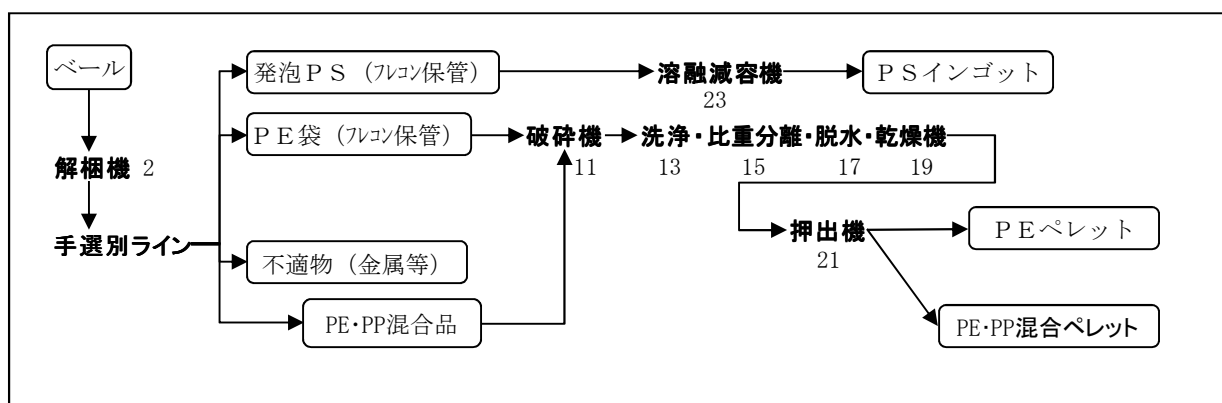 ベール
解梱機 2
手選別ライン
発泡PS（フレコン保管）
溶融減容機
23
PSインゴット
PE袋（フレコン保管）
破砕機
11
洗浄・比重分離・脱水・乾燥機
13 15 17 19
押出機
21
PEペレット
不適物（金属等）
PE・PP混合品
PE・PP混合ペレット